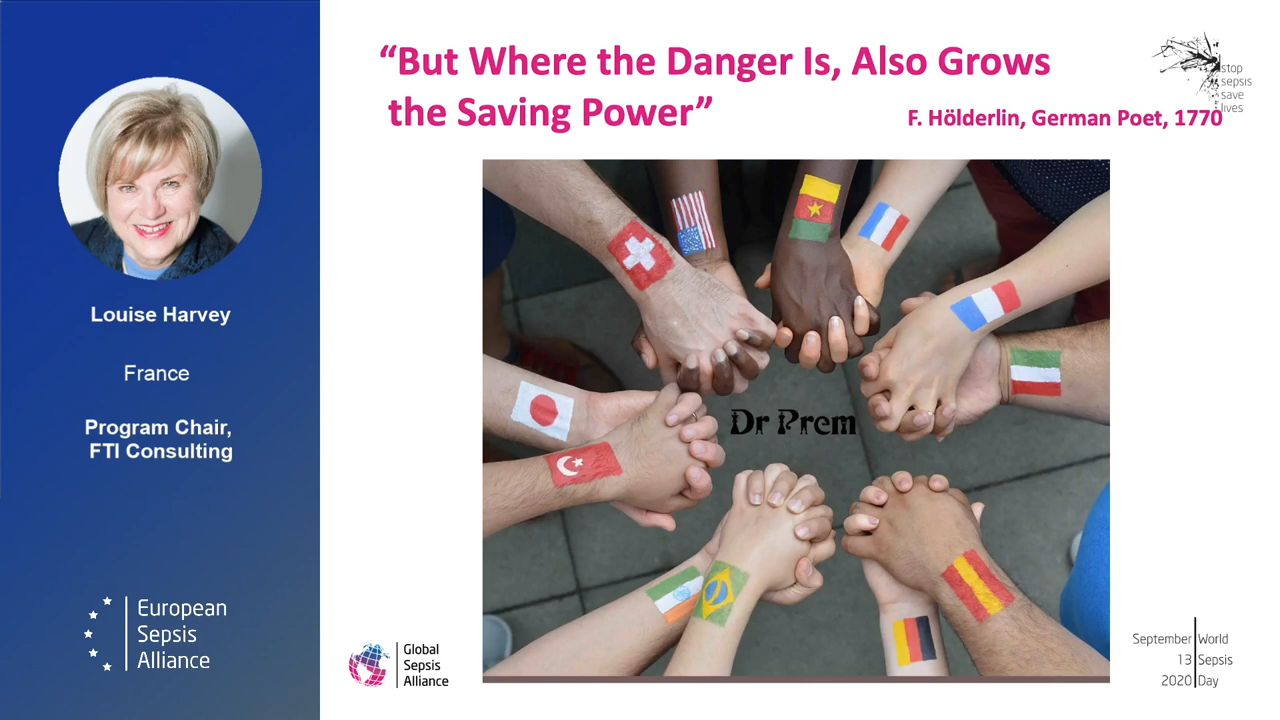 Louise Harvey
France
Program Chair,
FTI Consulting
European
Sepsis
Alliance
“But Where the Danger Is, Also Grows
the Saving Power”
F. Hölderlin, German Poet, 1770
stop
sepsis
save
lives
Dr Prem
Global
Sepsis
Alliance
September World
13 Sepsis
2020 Day